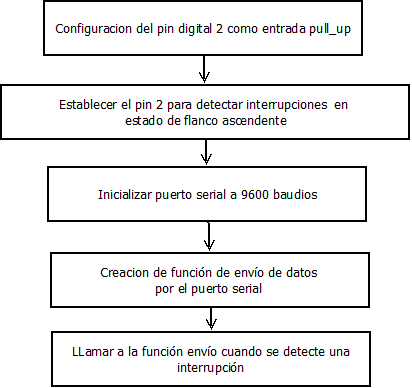 Configuracion del pin digital 2 como entrada pull_up
Establecer el pin 2 para detectar interrupciones en
estado de flanco ascendente
Inicializar puerto serial a 9600 baudios
Creacion de función de envío de datos
por el puerto serial
LLamar a la función envío cuando se detecte una
interrupción